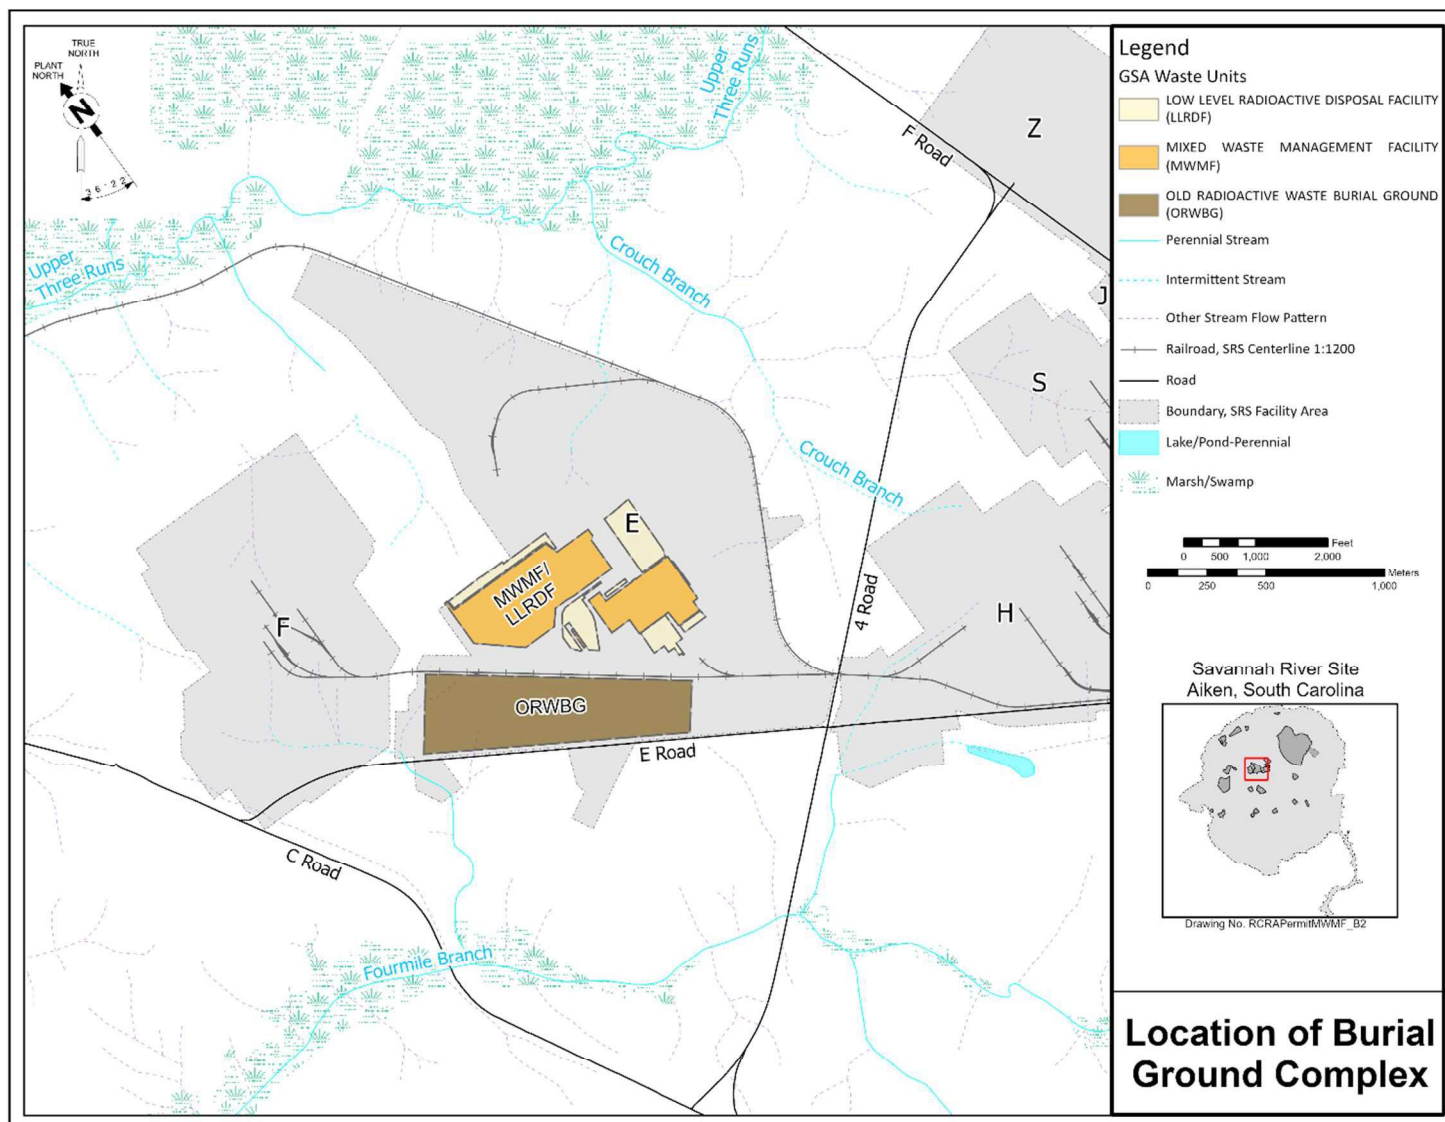 TRUE
NORTH
PLANT
NORTH
N
36°22'
Upper
Three Runs
F Road
Z
Upper
Three Runs
Crouch Branch
J
S
Crouch Branch
E
MWMF/
LLRDF
4 Road
F
H
ORWBG
E Road
C Road
Fourmile Branch
Legend
GSA Waste Units
LOW LEVEL RADIOACTIVE DISPOSAL FACILITY
(LLRDF)
MIXED WASTE MANAGEMENT FACILITY
(MWMF)
OLD RADIOACTIVE WASTE BURIAL GROUND
(ORWBG)
Perennial Stream
Intermittent Stream
Other Stream Flow Pattern
Railroad, SRS Centerline 1:1200
Road
Boundary, SRS Facility Area
Lake/Pond-Perennial
Marsh/Swamp
Feet
0 500 1,000 2,000
Meters
0 250 500 1,000
Savannah River Site
Aiken, South Carolina
Drawing No. RCRAPermitMWMF_B2
Location of Burial
Ground Complex